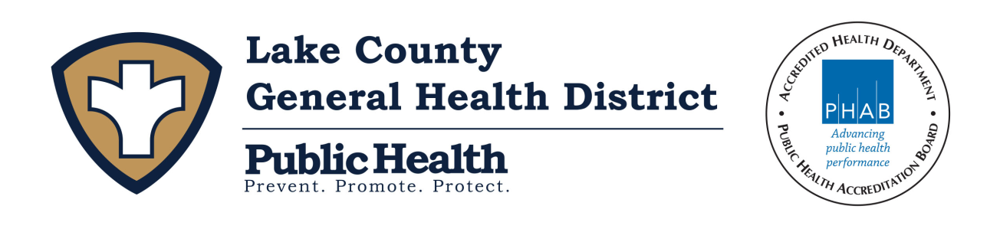 Lake County
General Health District
Public Health
Prevent. Promote. Protect.
ACCREDITED HEALTH DEPARTMENT
PHAB
Advancing
public health
performance
• PUBLIC HEALTH ACCREDITATION BOARD •